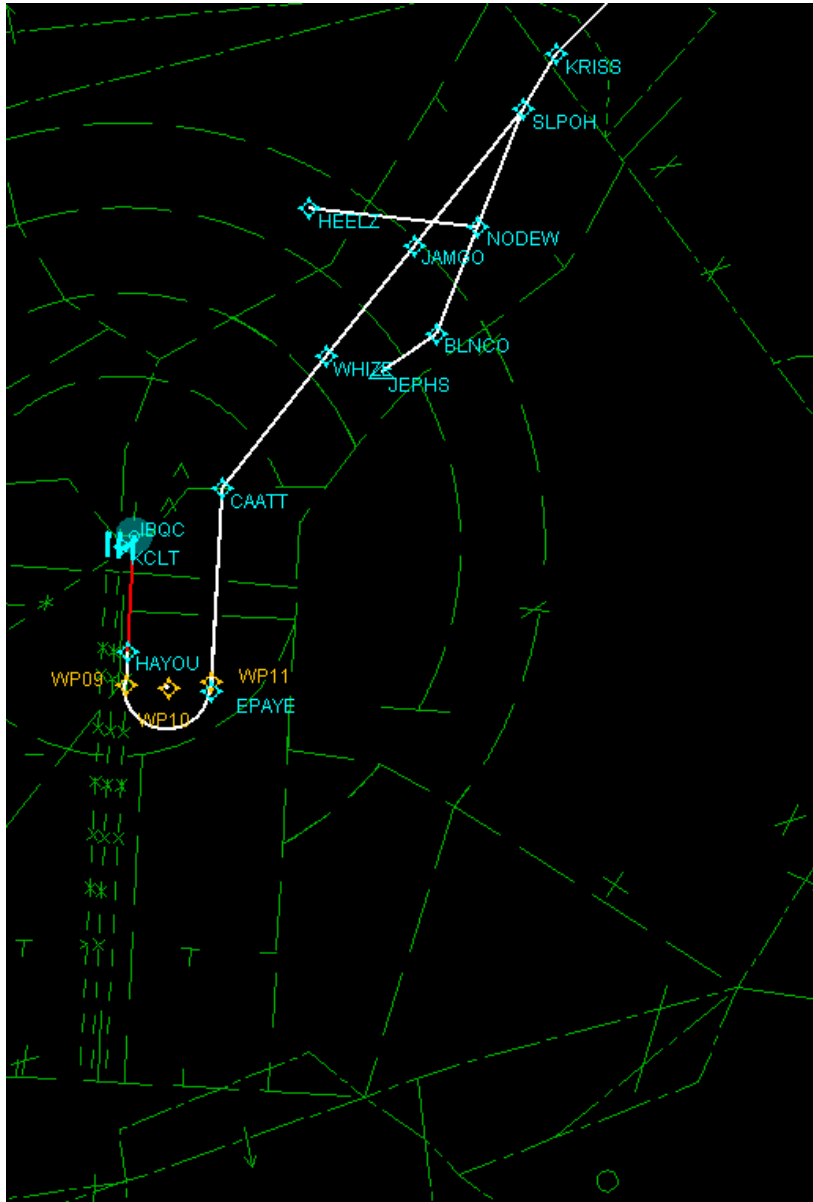 KRISS
SLPOH
HEELZ
NODEW
JAMGO
BLNCO
WHIZE
JEPHS
CAATT
IBQC
KCLT
HAYOU
WP09
WP11
EPAYE
WP10